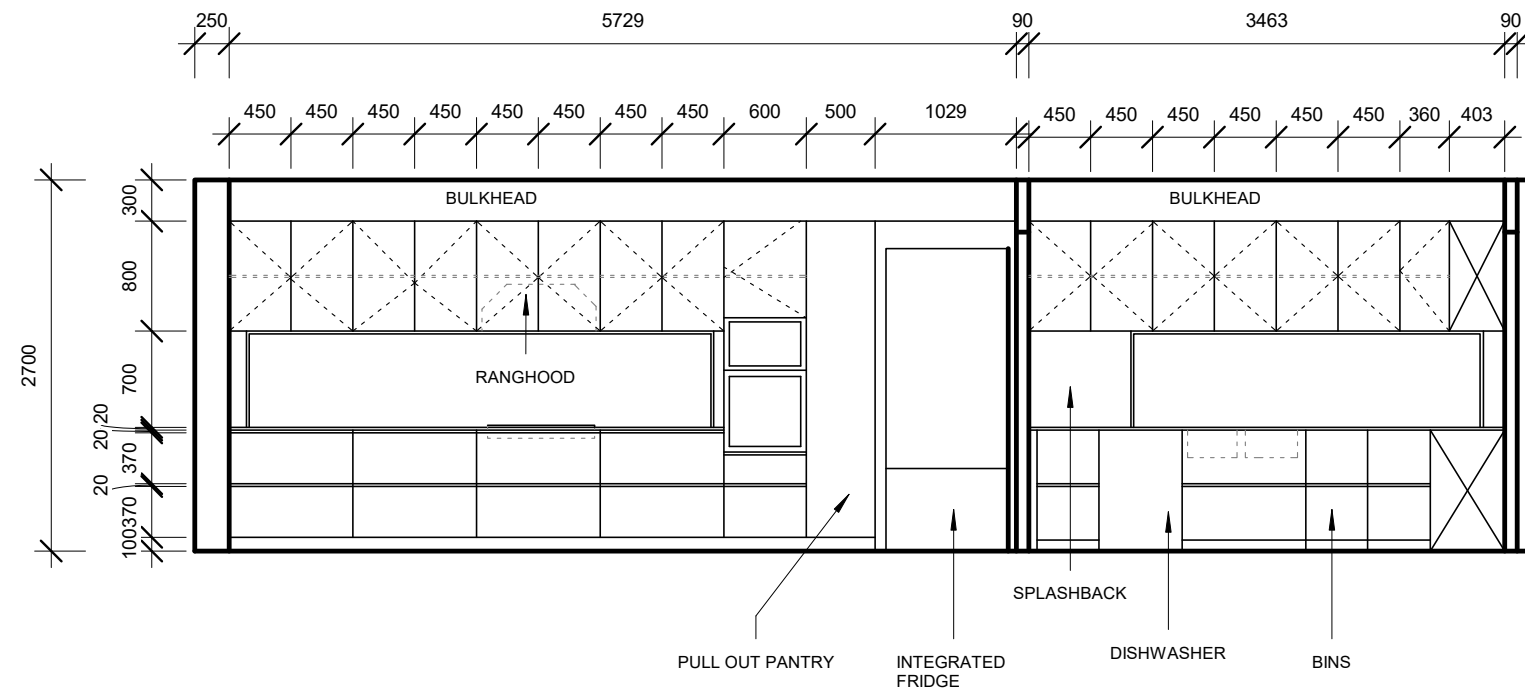 250 5729 90 3463 90
450 450 450 450 450 450 450 450 600 500 1029 450 450 450 450 450 450 360 403
2700
300
800
700
20
20
370
20
370
100
BULKHEAD BULKHEAD
RANGHOOD
SPLASHBACK
PULL OUT PANTRY
INTEGRATED
FRIDGE
DISHWASHER
BINS